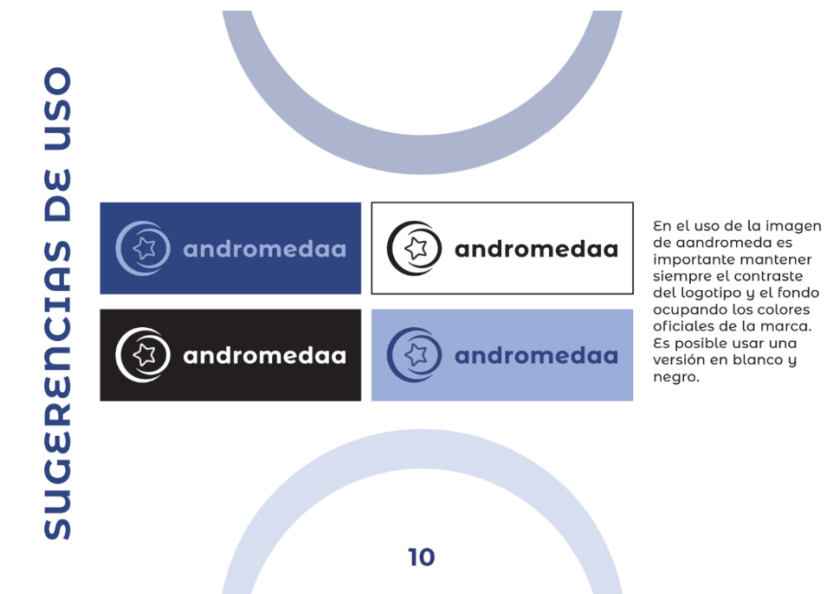 SUGERENCIAS DE USO
andromedaa
andromedaa
andromedaa
andromedaa
En el uso de la imagen
de aandromeda es
importante mantener
siempre el contraste
del logotipo y el fondo
ocupando los colores
oficiales de la marca.
Es posible usar una
versión en blanco y
negro.
10